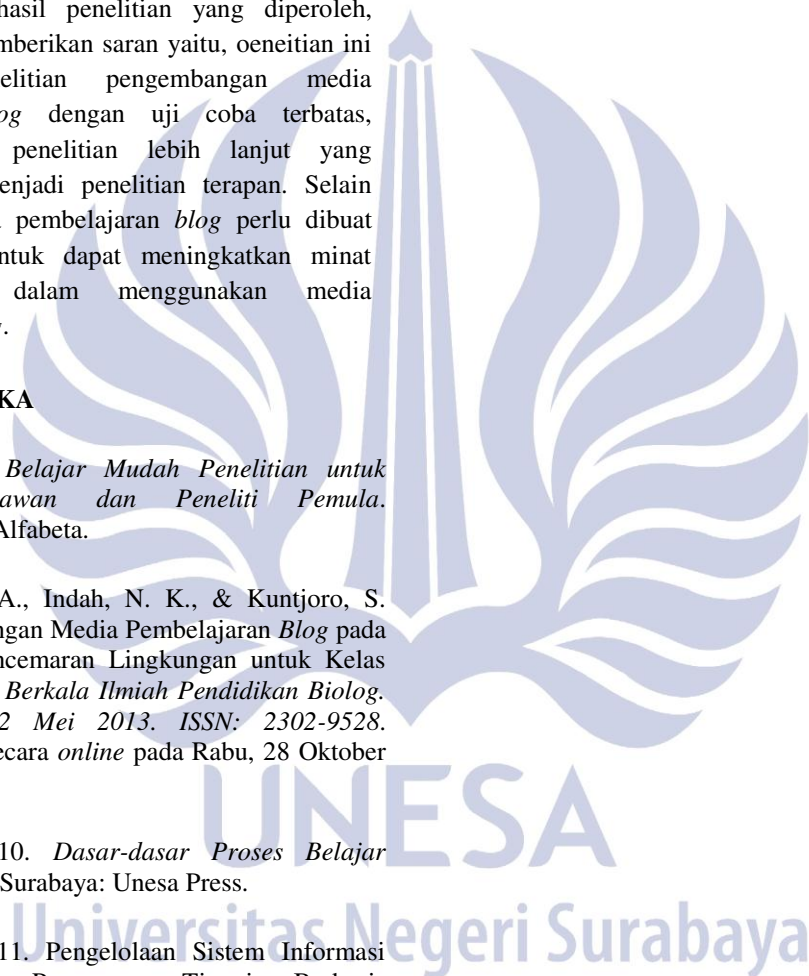 hasil penelitian yang diperoleh,
mberikan saran yaitu, oeneitian ini
elitian pengembangan media
og dengan uji coba terbatas,
penelitian lebih lanjut yang
enjadi penelitian terapan. Selain
pembelajaran blog perlu dibuat
ntuk dapat meningkatkan minat
dalam menggunakan media
.
KA
Belajar Mudah Penelitian untuk
awan dan Peneliti Pemula.
Alfabeta.
A., Indah, N. K., & Kuntjoro, S.
ngan Media Pembelajaran Blog pada
ncemaran Lingkungan untuk Kelas
Berkala Ilmiah Pendidikan Biolog.
2 Mei 2013. ISSN: 2302-9528.
ecara online pada Rabu, 28 Oktober
10. Dasar-dasar Proses Belajar
Surabaya: Unesa Press.
11. Pengelolaan Sistem Informasi
UNESA
Universitas Negeri Surabaya